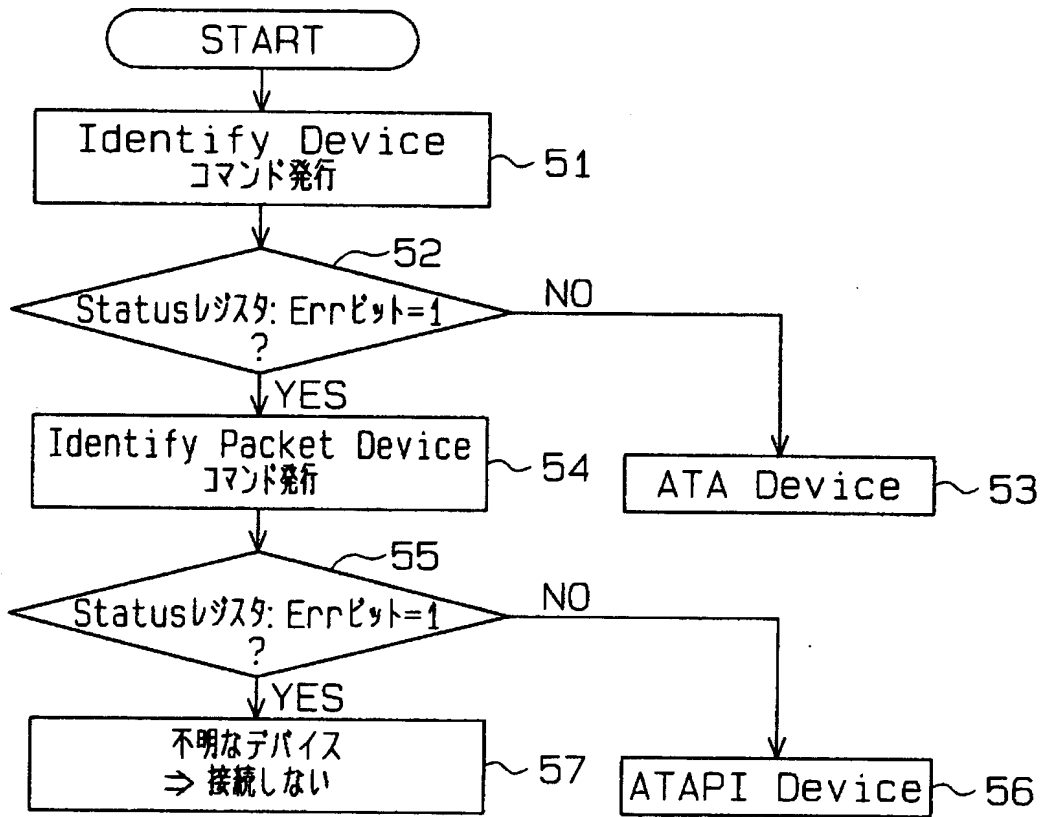 START
Identify Device
コマンド発行
51
52
Statusレジスタ: Errビット=1
?
NO
YES
Identify Packet Device
コマンド発行
54
ATA Device
53
55
Statusレジスタ: Errビット=1
?
NO
YES
不明なデバイス
⇒ 接続しない
57
ATAPI Device
56